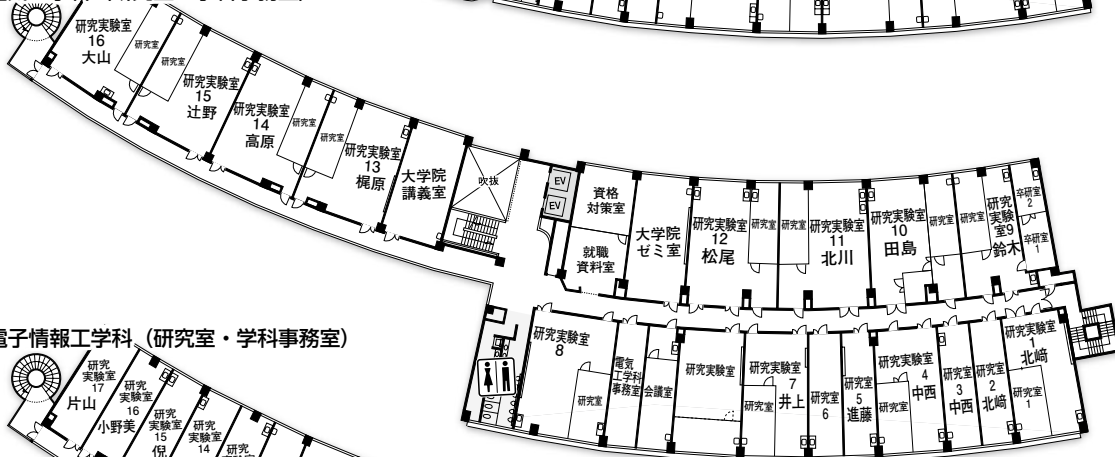 研究実験室
16
大山
研究室
研究室
研究実験室
15
辻野
研究実験室
14
高原
研究室
研究室
研究実験室
13
梶原
大学院
講義室
吹抜
EV
EV
資格
対策室
就職
資料室
大学院
ゼミ室
研究実験室
12
松尾
研究室
研究室
研究実験室
11
北川
研究実験室
10
田島
研究室
研究室
研究
実験
室9
鈴木
卒研室
2
卒研室
1
研究実験室
8
研究室
電気
工学科
事務室
会議室
研究実験室
研究実験室
7
井上
研究室
研究室
6
研究室
5
進藤
研究実験室
4
中西
研究室
研究室
3
中西
研究室
2
北﨑
研究実験室
1
北﨑
研究室
1
電子情報工学科（研究室・学科事務室）
研究
実験室
17
片山
研究
実験室
16
小野美
研究
実験室
15
倪
研究
実験室
14
研究